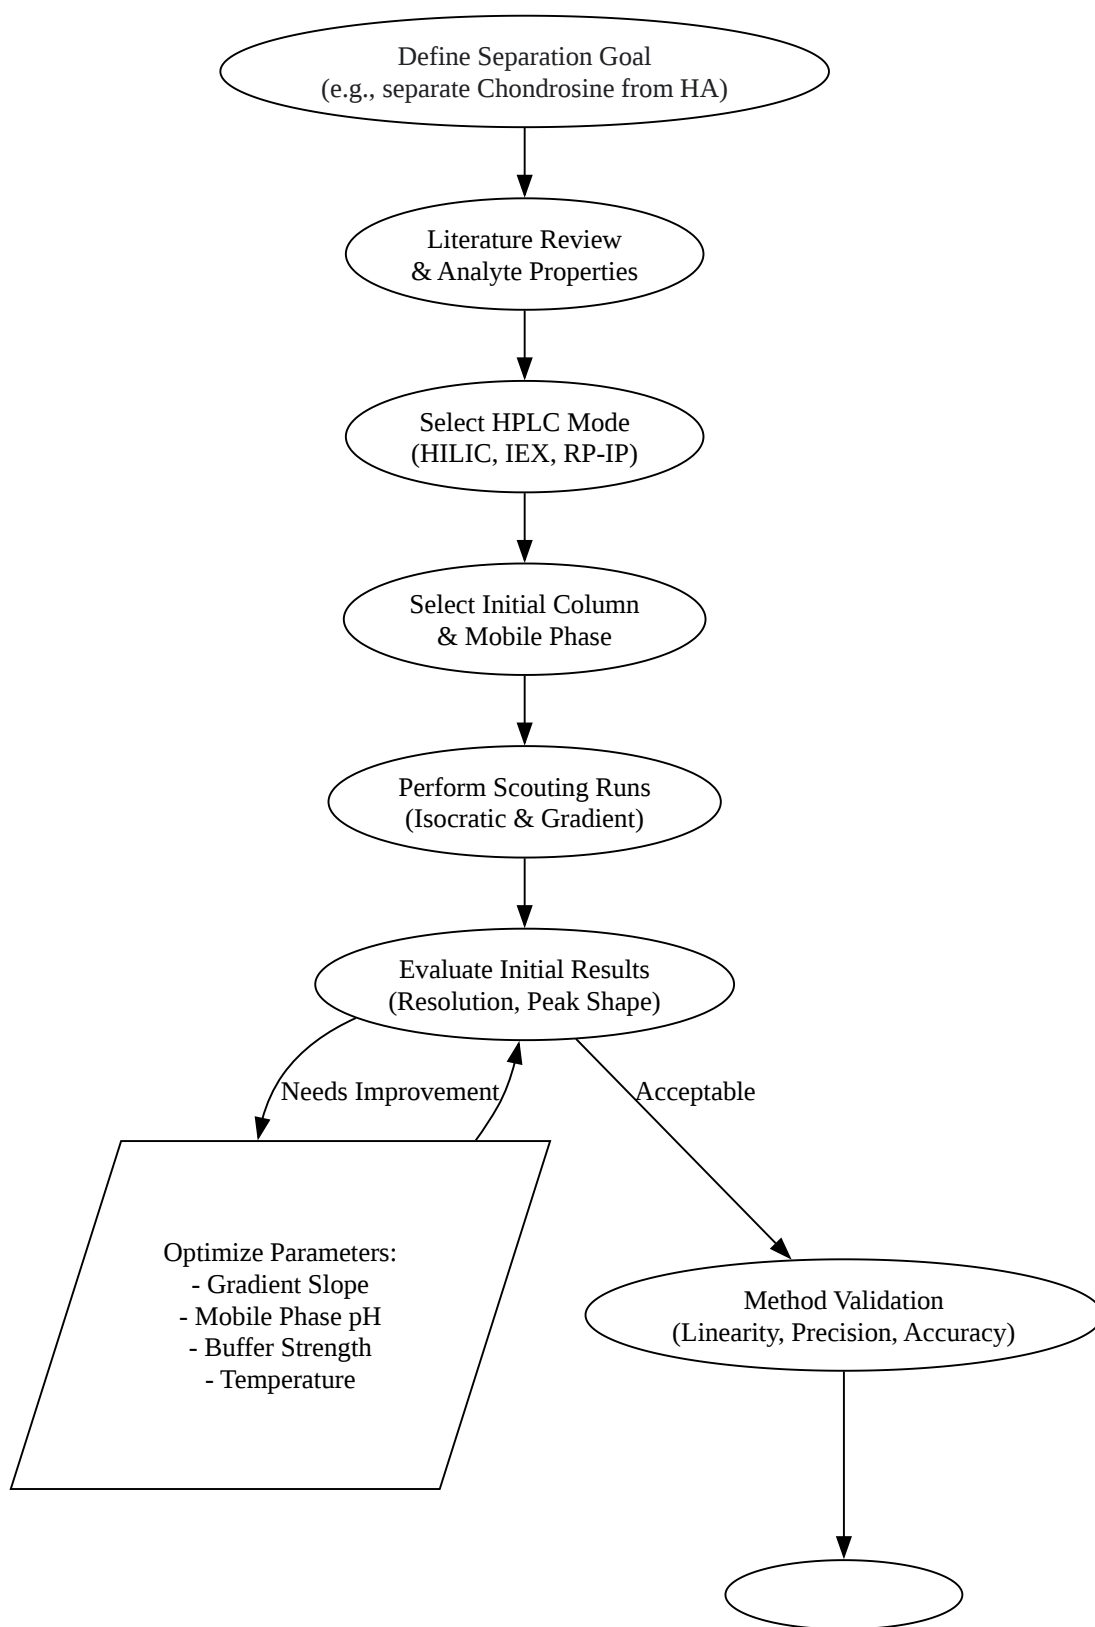 Define Separation Goal
(e.g., separate Chondrosine from HA)
Literature Review
& Analyte Properties
Select HPLC Mode
(HILIC, IEX, RP-IP)
Select Initial Column
& Mobile Phase
Perform Scouting Runs
(Isocratic & Gradient)
Evaluate Initial Results
(Resolution, Peak Shape)
Needs Improvement
Acceptable
Optimize Parameters:
- Gradient Slope
- Mobile Phase pH
- Buffer Strength
- Temperature
Method Validation
(Linearity, Precision, Accuracy)